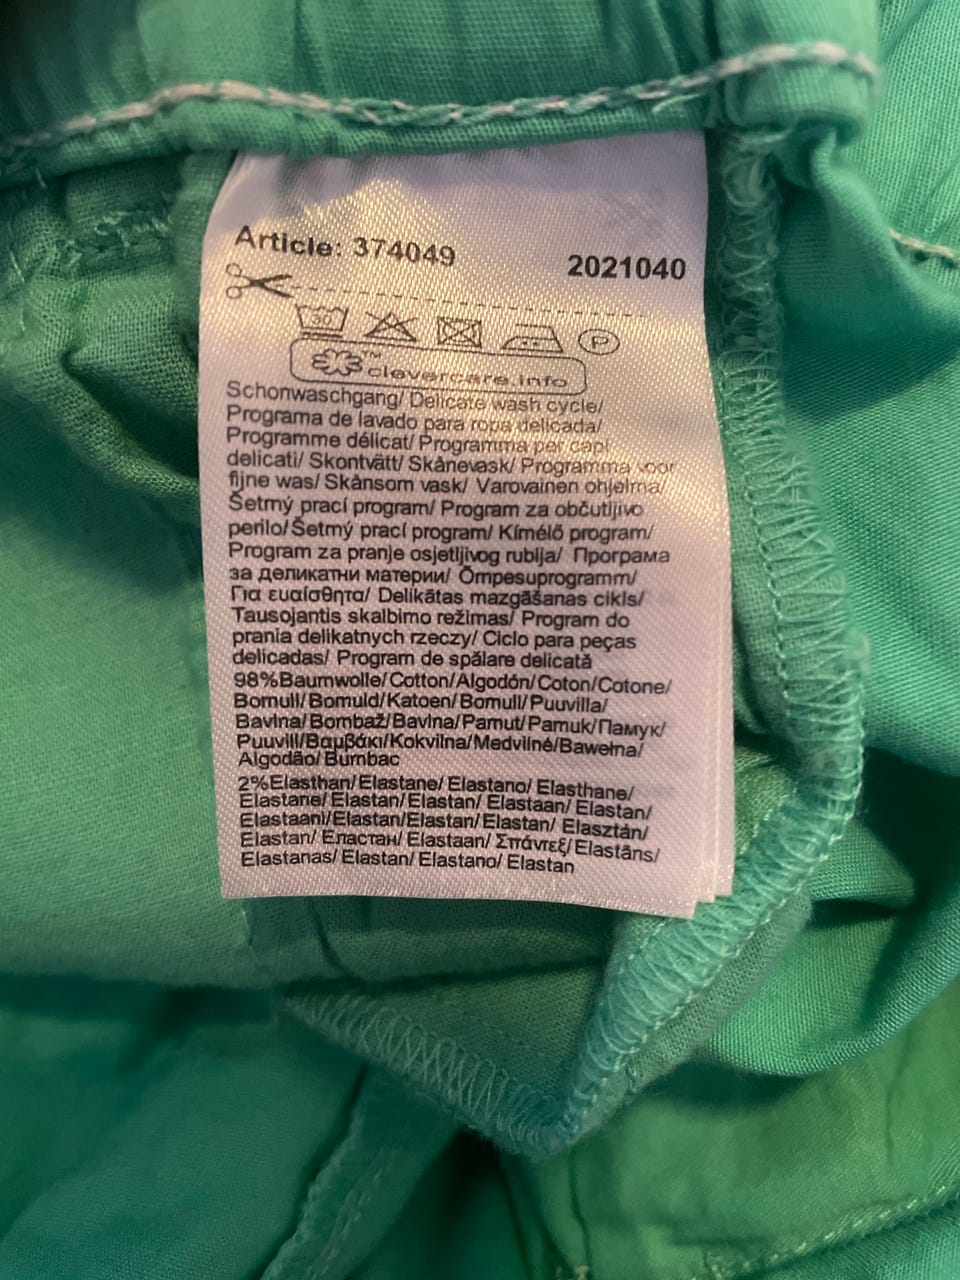 Article: 374049 2021040
30 P
™ clevercare.info
Schonwaschgang/ Delicate wash cycle/
Programa de lavado para ropa delicada/
Programme délicat/ Programma per capi
delicati/ Skontvätt/ Skånevask/ Programma voor
fijne was/ Skånsom vask/ Varovainen ohjelma/
Šetrný prací program/ Program za občutljivo
perilo/ Šetrný prací program/ Kímélő program/
Program za pranje osjetljivog rublja/ Програма
за деликатни материи/ Õrnpesuprogramm/
Για ευαίσθητα/ Delikātas mazgāšanas cikls/
Tausojantis skalbimo režimas/ Program do
prania delikatnych rzeczy/ Ciclo para peças
delicadas/ Program de spălare delicată
98%Baumwolle/Cotton/Algodón/Coton/Cotone/
Bomull/Bomuld/Katoen/Bomull/Puuvilla/
Bavlna/Bombaž/Bavlna/Pamut/Pamuk/Памук/
Puuvill/Βαμβάκι/Kokvilna/Medvilnė/Bawełna/
Algodão/Bumbac
2%Elasthan/Elastane/Elastano/Elasthane/
Elastane/Elastan/Elastan/Elastaan/Elastan/
Elastaani/Elastan/Elastan/Elastan/ Elasztán/
Elastan/ Еластан/ Elastaan/ Σπάντεξ/Elastāns/
Elastanas/Elastan/Elastano/ Elastan